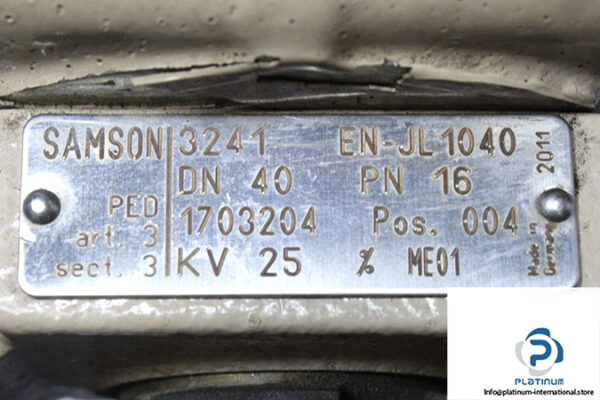 SAMSON 3241 EN-JL1040
DN 40 PN 16
PED 1703204 Pos. 004
art. 3
sect. 3 KV 25 % ME01
2011
Made in
Germany
PLATINUM
Info@platinum-international.store